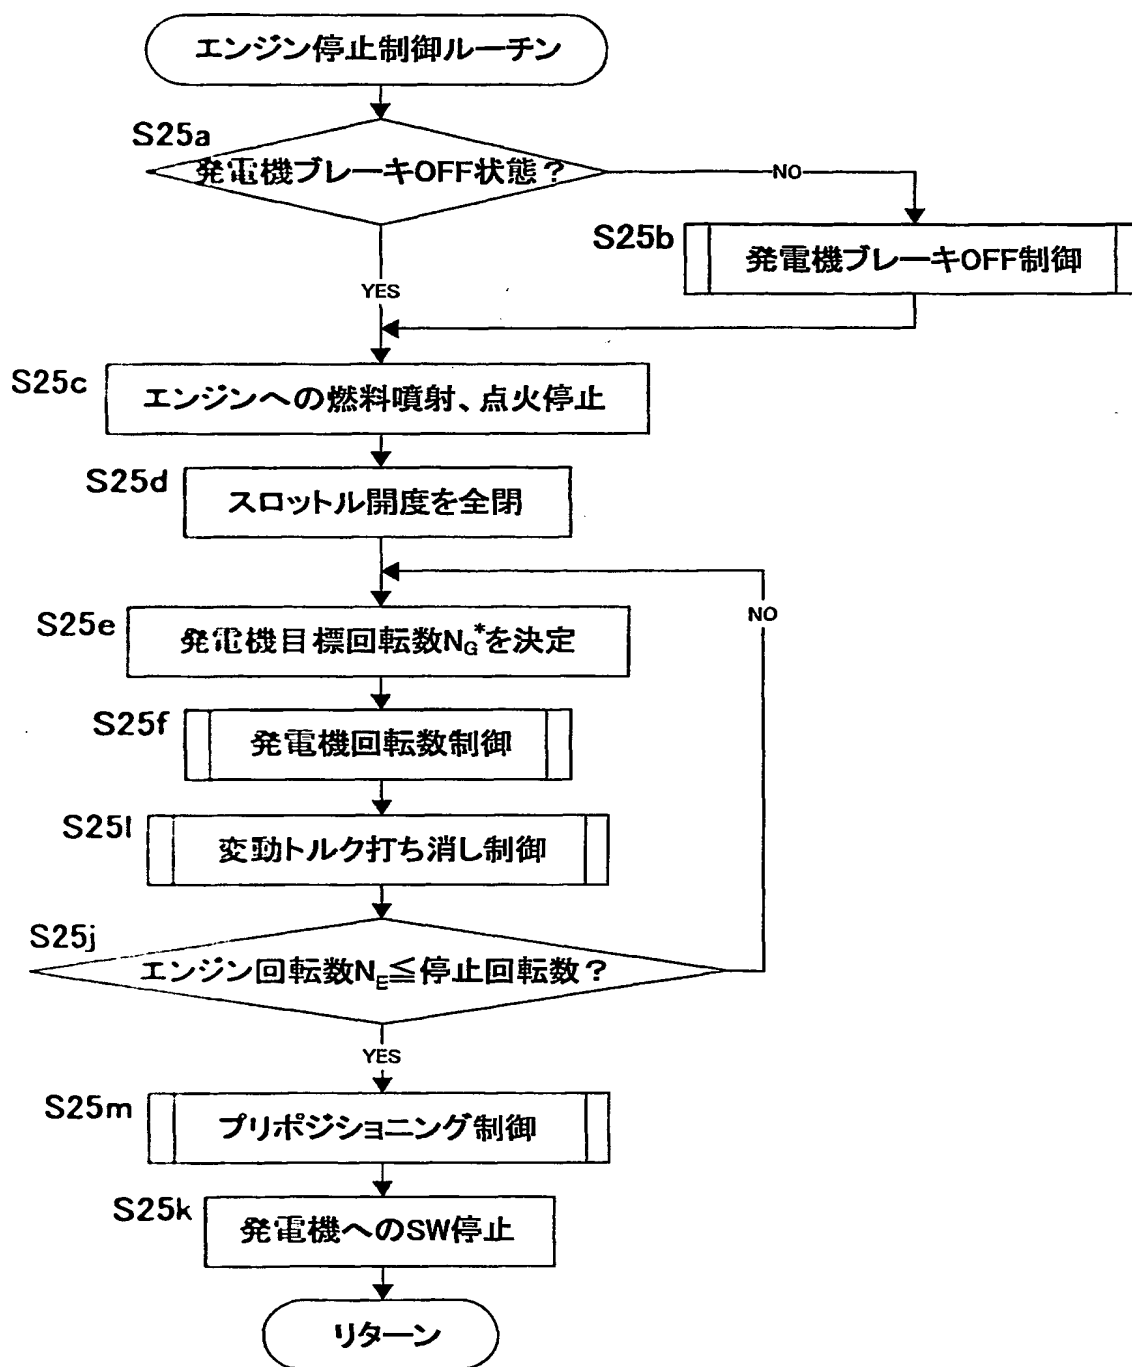 エンジン停止制御ルーチン
S25a
発電機ブレーキOFF状態？
NO
S25b
発電機ブレーキOFF制御
YES
S25c
エンジンへの燃料噴射、点火停止
S25d
スロットル開度を全閉
NO
S25e
発電機目標回転数NG*を決定
S25f
発電機回転数制御
S25l
変動トルク打ち消し制御
S25j
エンジン回転数NE≦停止回転数？
YES
S25m
プリポジショニング制御
S25k
発電機へのSW停止
リターン